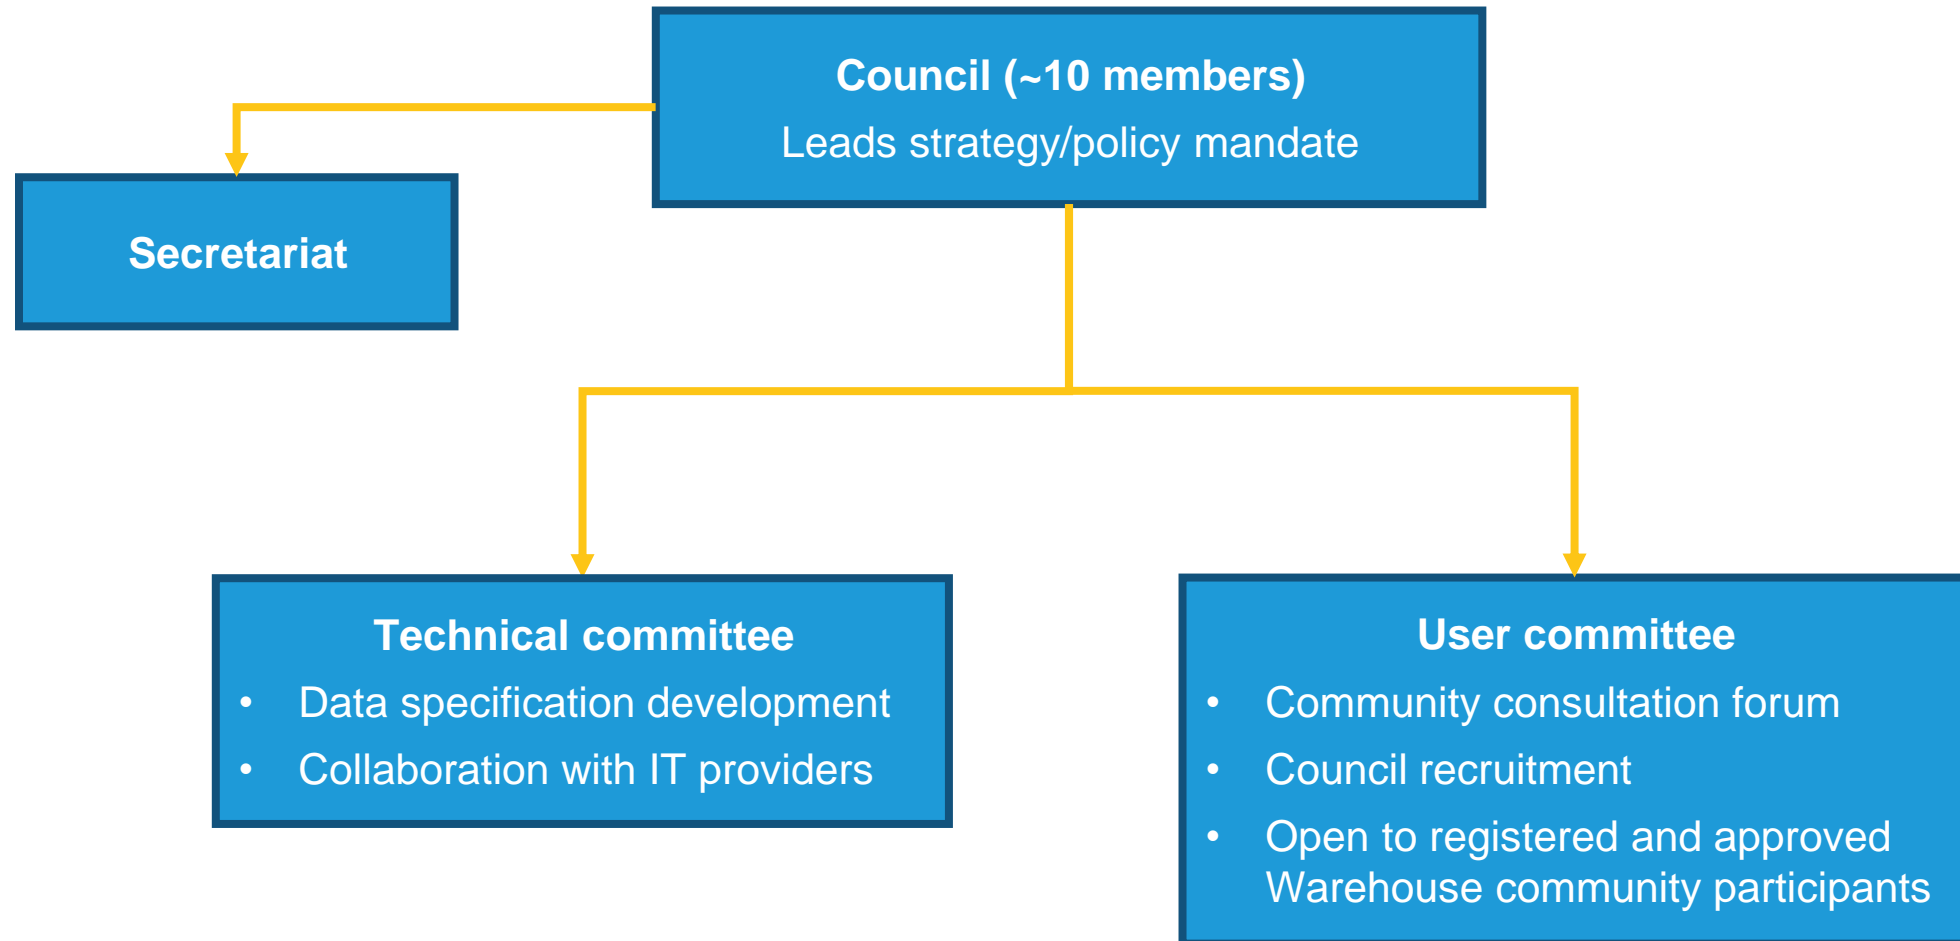 Council (~10 members)
Leads strategy/policy mandate
Secretariat
Technical committee
• Data specification development
• Collaboration with IT providers
User committee
• Community consultation forum
• Council recruitment
• Open to registered and approved
Warehouse community participants